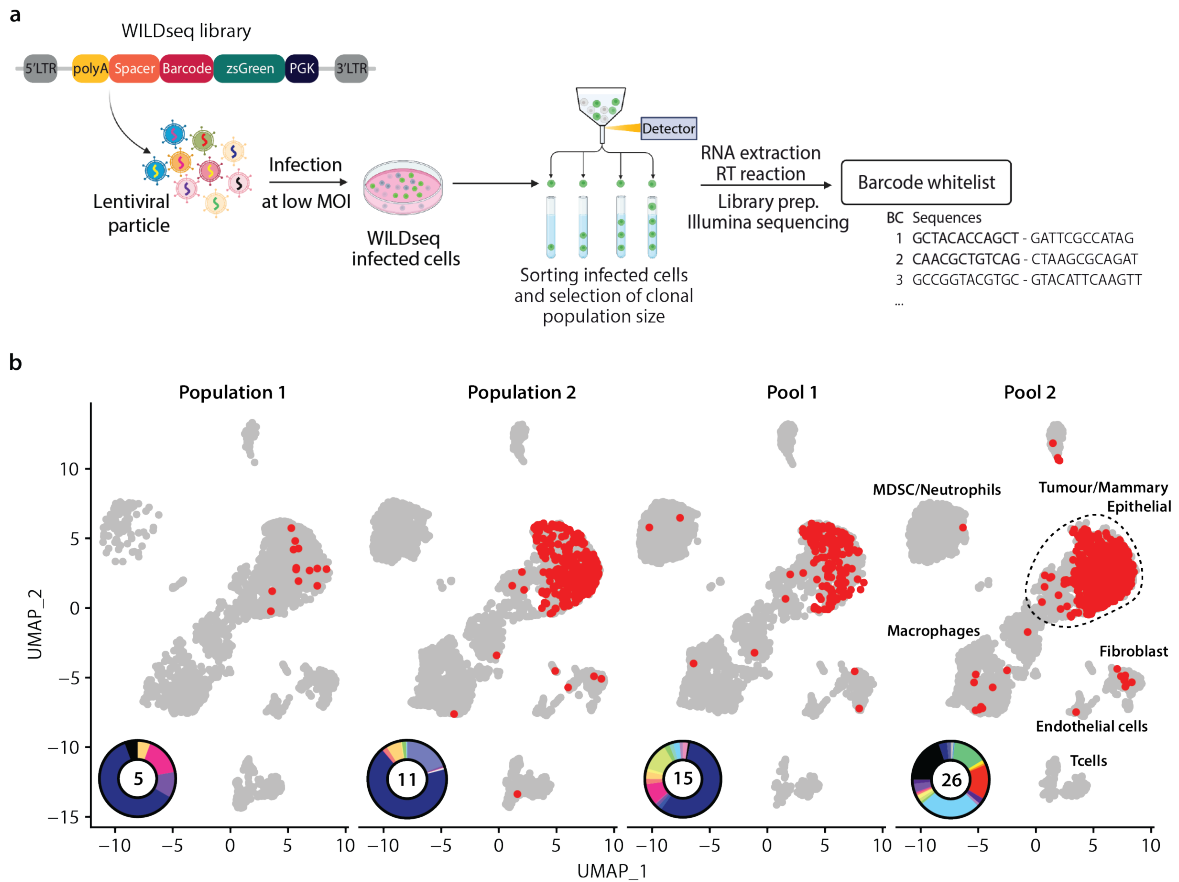 a
WILDseq library
5'LTR polyA Spacer Barcode zsGreen PGK 3'LTR
Lentiviral
particle
Infection
at low MOI
WILDseq
infected cells
Detector
Sorting infected cells
and selection of clonal
population size
RNA extraction
RT reaction
Library prep.
Illumina sequencing
Barcode whitelist
BC Sequences
1 GCTACACCAGCT - GATTCGCCATAG
2 CAACGCTGTCAG - CTAAGCGCAGAT
3 GCCGGTACGTGC - GTACATTCAAGTT
...
b
Population 1 Population 2 Pool 1 Pool 2
UMAP_2
10
5
0
−5
−10
−15
MDSC/Neutrophils
Tumour/Mammary
Epithelial
Macrophages
Fibroblast
Endothelial cells
Tcells
5 11 15 26
−10 −5 0 5 10 −10 −5 0 5 10 −10 −5 0 5 10 −10 −5 0 5 10
UMAP_1